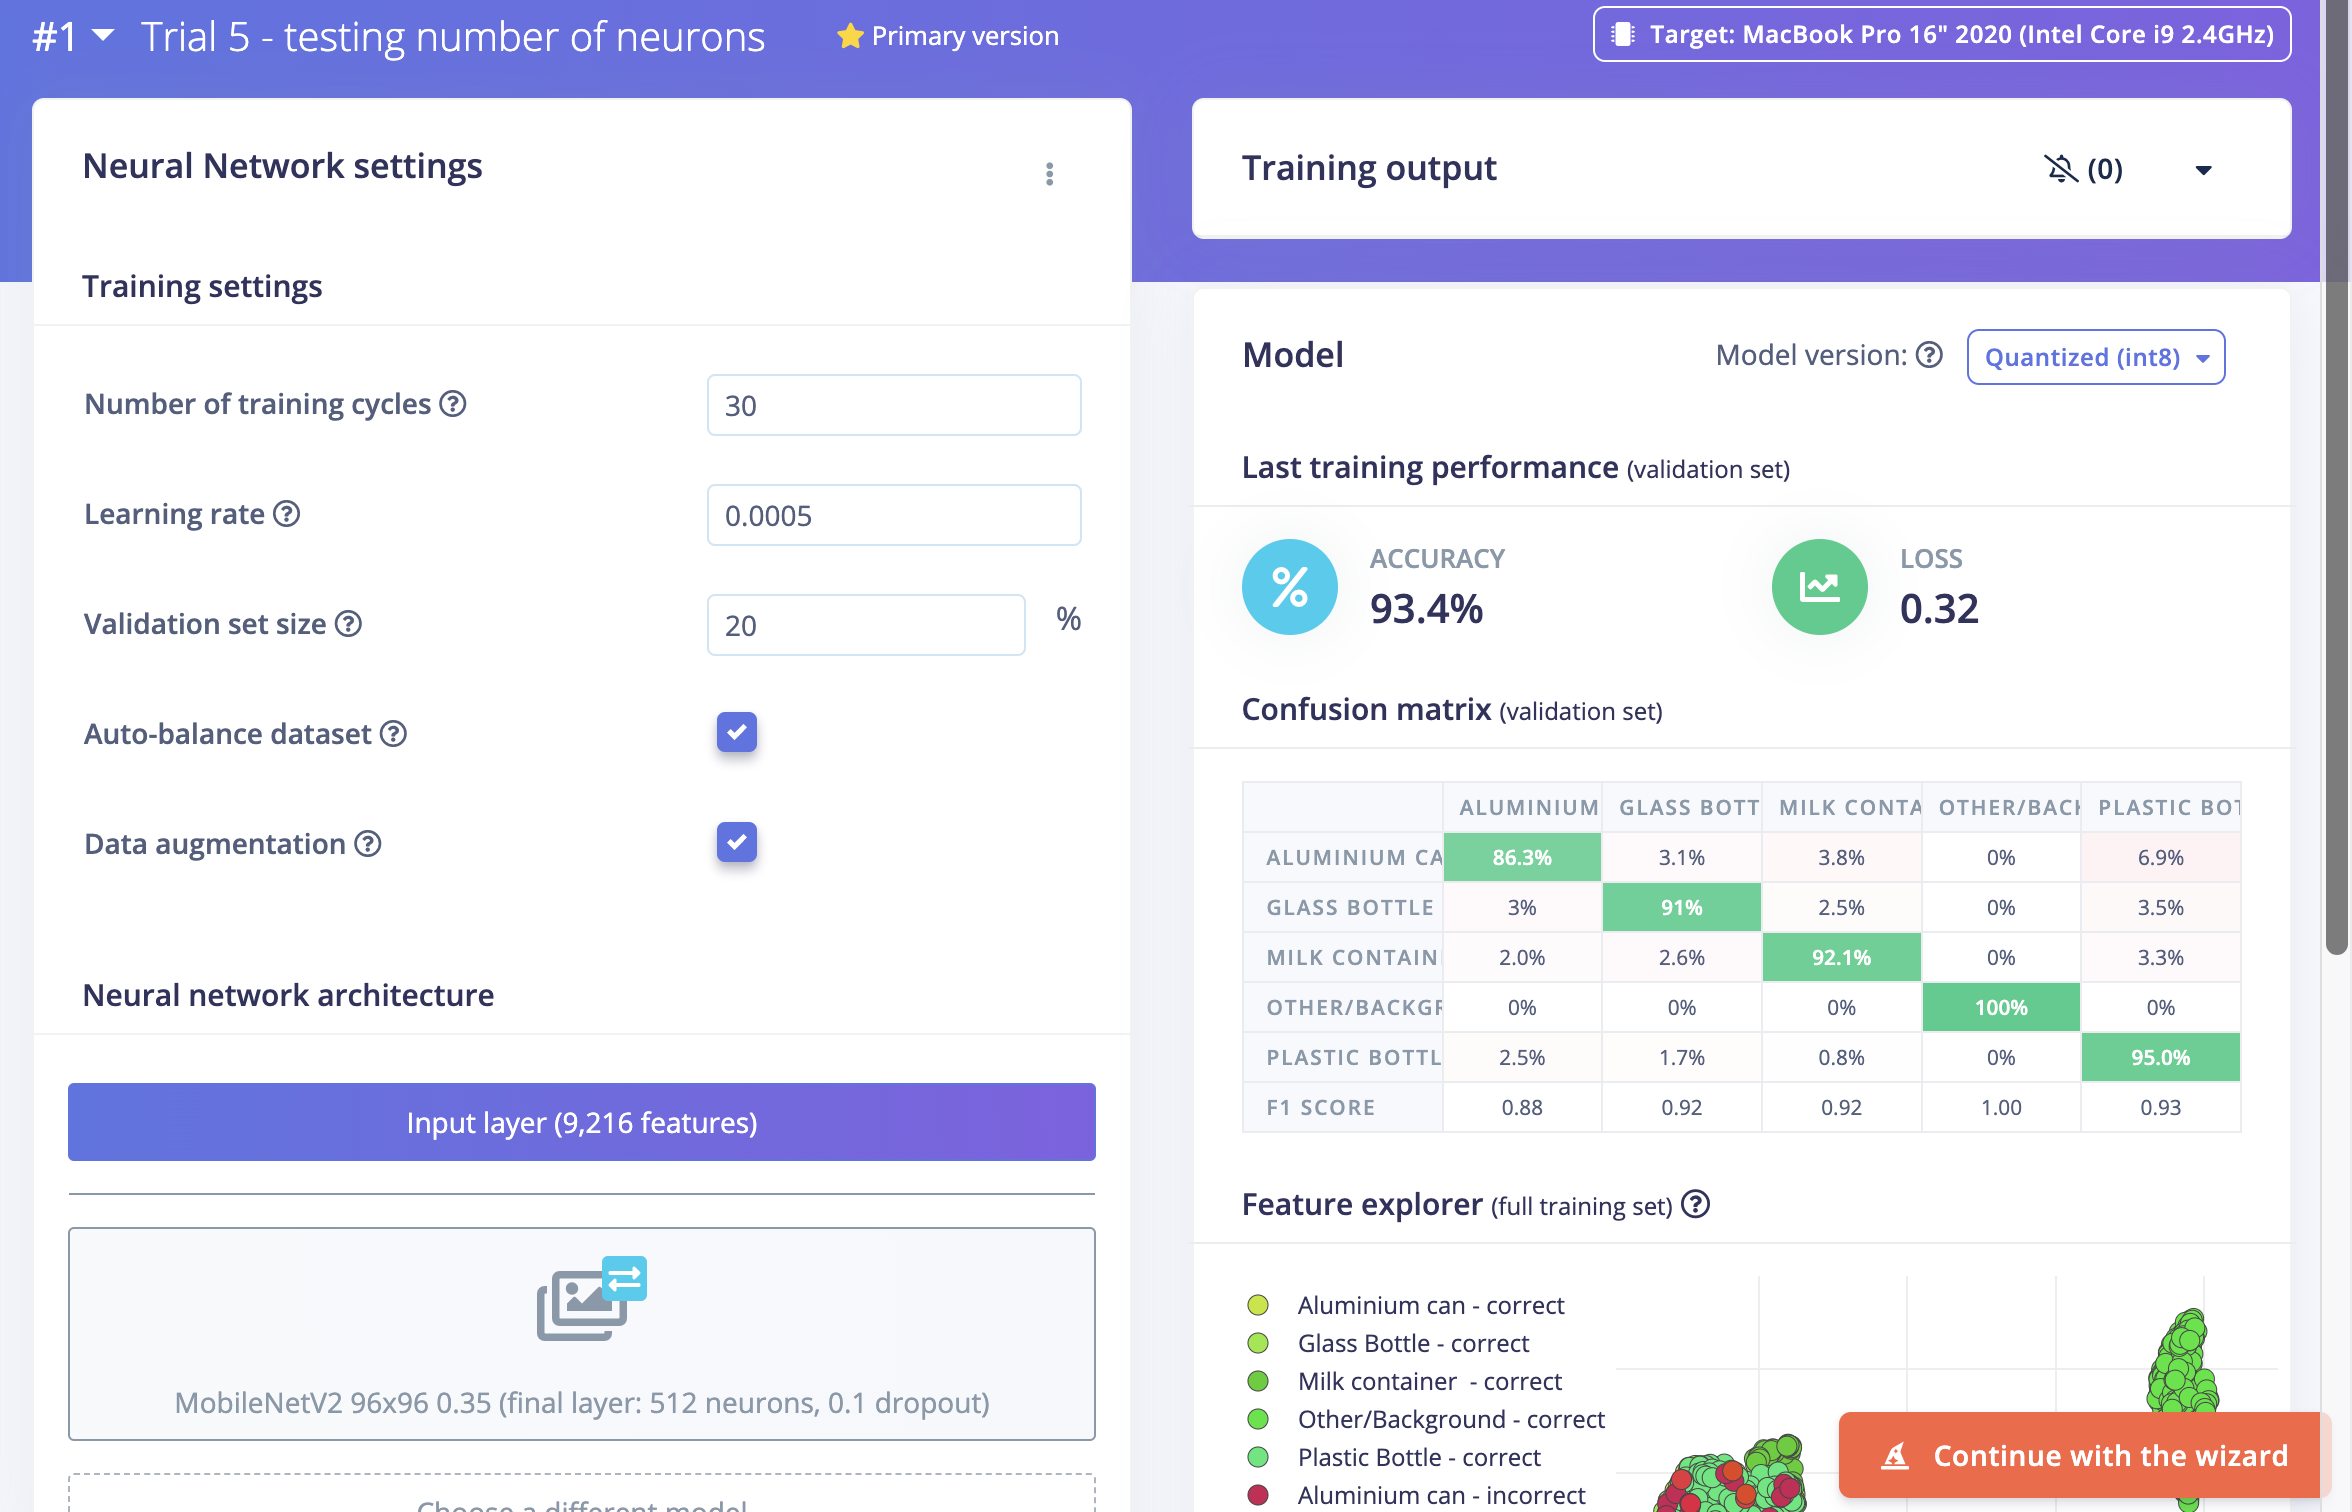 #1 Trial 5 - testing number of neurons Primary version Target: MacBook Pro 16" 2020 (Intel Core i9 2.4GHz)
Neural Network settings
Training settings
Number of training cycles ? 30
Learning rate ? 0.0005
Validation set size ? 20 %
Auto-balance dataset ?
Data augmentation ?
Neural network architecture
Input layer (9,216 features)
MobileNetV2 96x96 0.35 (final layer: 512 neurons, 0.1 dropout)
Choose a different model
Training output (0)
Model Model version: ? Quantized (int8)
Last training performance (validation set)
% ACCURACY LOSS
93.4% 0.32
Confusion matrix (validation set)
ALUMINIUM GLASS BOTT MILK CONTA OTHER/BACK PLASTIC BOT
ALUMINIUM CA 86.3% 3.1% 3.8% 0% 6.9%
GLASS BOTTLE 3% 91% 2.5% 0% 3.5%
MILK CONTAIN 2.0% 2.6% 92.1% 0% 3.3%
OTHER/BACKGR 0% 0% 0% 100% 0%
PLASTIC BOTTL 2.5% 1.7% 0.8% 0% 95.0%
F1 SCORE 0.88 0.92 0.92 1.00 0.93
Feature explorer (full training set) ?
Aluminium can - correct
Glass Bottle - correct
Milk container - correct
Other/Background - correct
Plastic Bottle - correct
Aluminium can - incorrect
Continue with the wizard